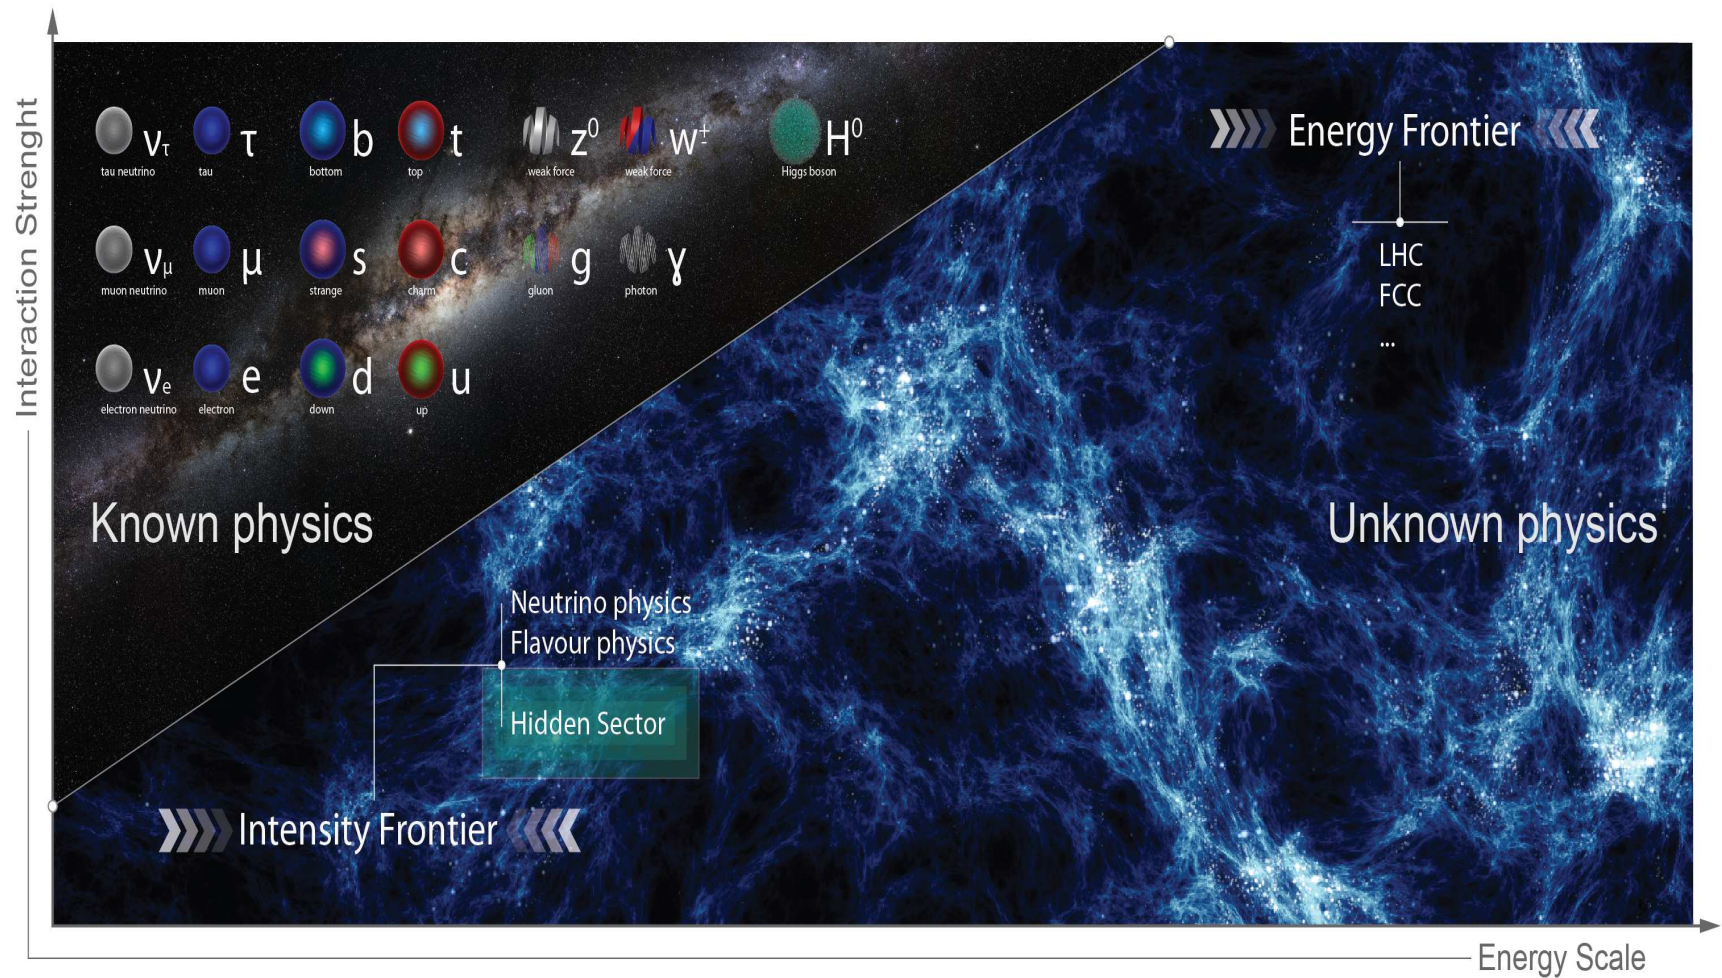 Interaction Strenght
ντ τ b t Z⁰ W± H⁰
tau neutrino tau bottom top weak force weak force Higgs boson
νμ μ s c g γ
muon neutrino muon strange charm gluon photon
νe e d u
electron neutrino electron down up
Known physics
Energy Frontier
LHC
FCC
...
Unknown physics
Neutrino physics
Flavour physics
Hidden Sector
Intensity Frontier
Energy Scale